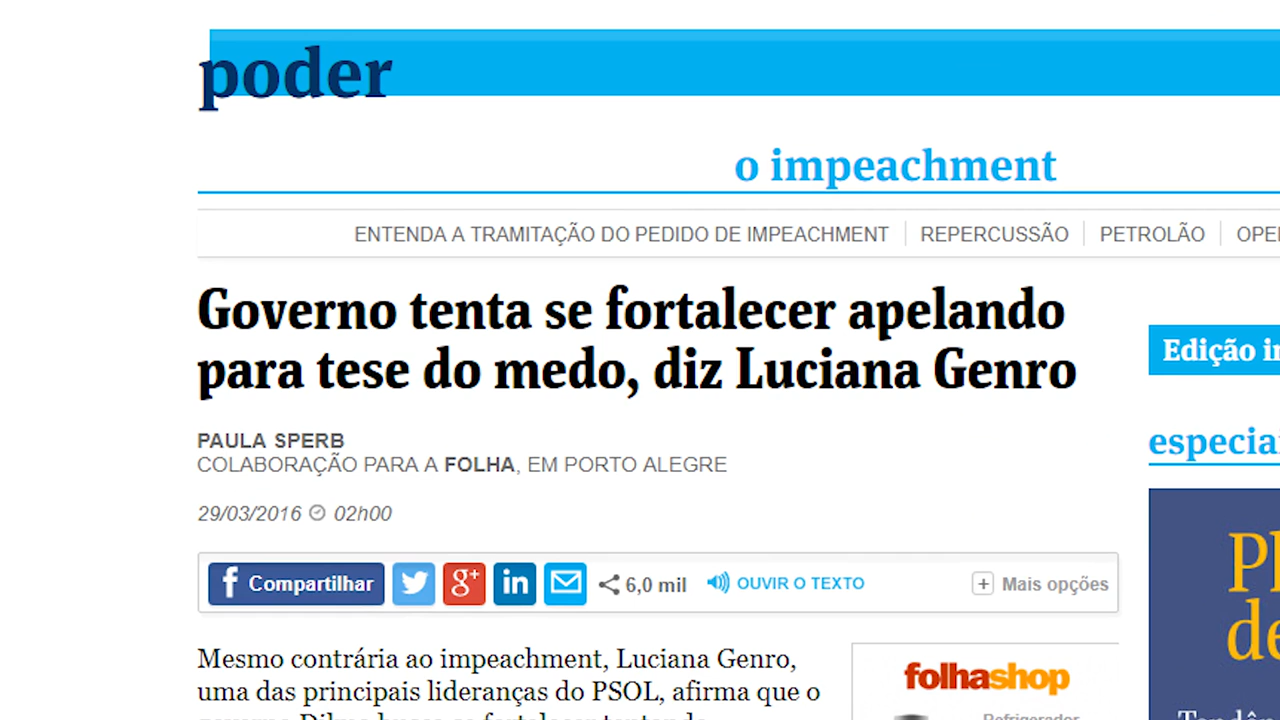 poder
o impeachment
ENTENDA A TRAMITAÇÃO DO PEDIDO DE IMPEACHMENT REPERCUSSÃO PETROLÃO
Governo tenta se fortalecer apelando
para tese do medo, diz Luciana Genro
Edição
PAULA SPERB
COLABORAÇÃO PARA A FOLHA, EM PORTO ALEGRE
29/03/2016 02h00
Compartilhar 6,0 mil OUVIR O TEXTO + Mais opções
Mesmo contrária ao impeachment, Luciana Genro,
uma das principais lideranças do PSOL, afirma que o
folhashop
Refrigerador